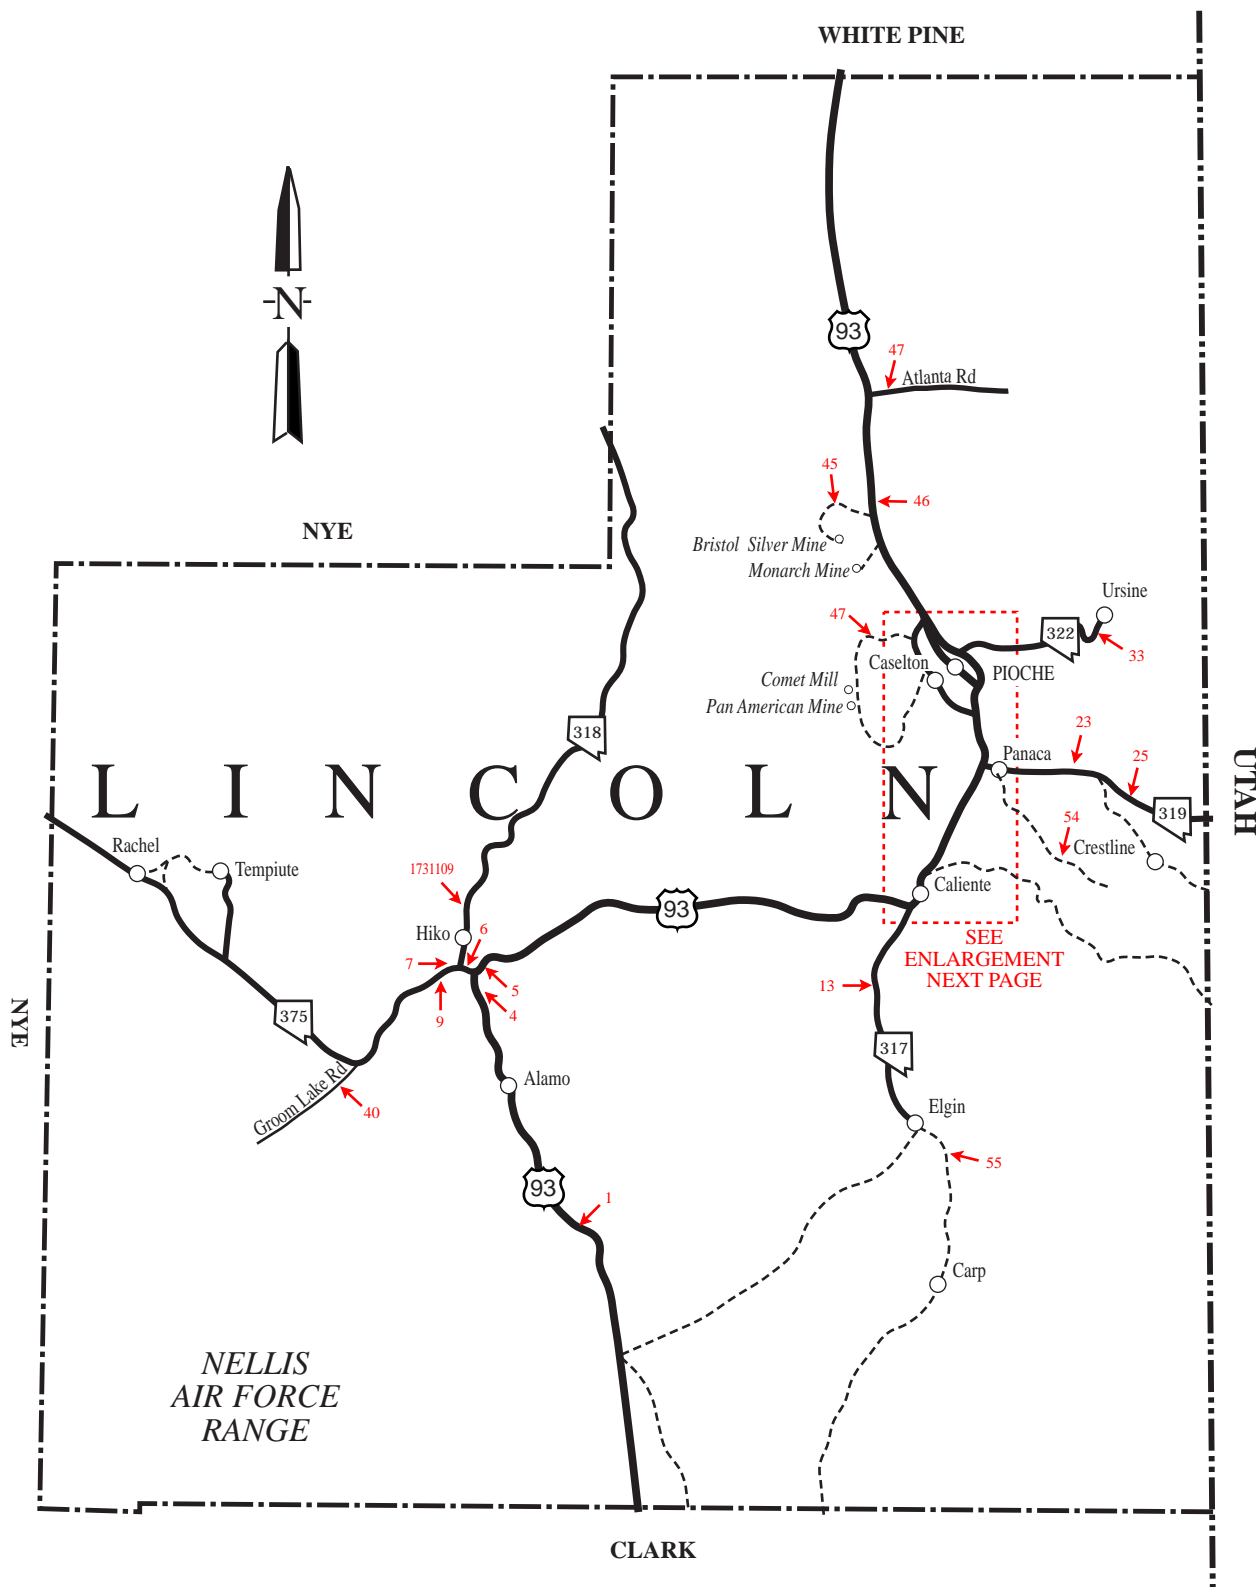 WHITE PINE
N
93
47
Atlanta Rd
45
46
NYE
Bristol Silver Mine
Monarch Mine
Ursine
47
322
33
Caselton
PIOCHE
Comet Mill
Pan American Mine
318
23
Panaca
25
UTAH
LINCOLN
319
54
Crestline
Rachel
Tempiute
1731109
Caliente
93
Hiko
6
SEE
ENLARGEMENT
NEXT PAGE
7
5
13
9
4
NYE
375
317
Groom Lake Rd
40
Alamo
Elgin
55
93
1
Carp
NELLIS
AIR FORCE
RANGE
CLARK